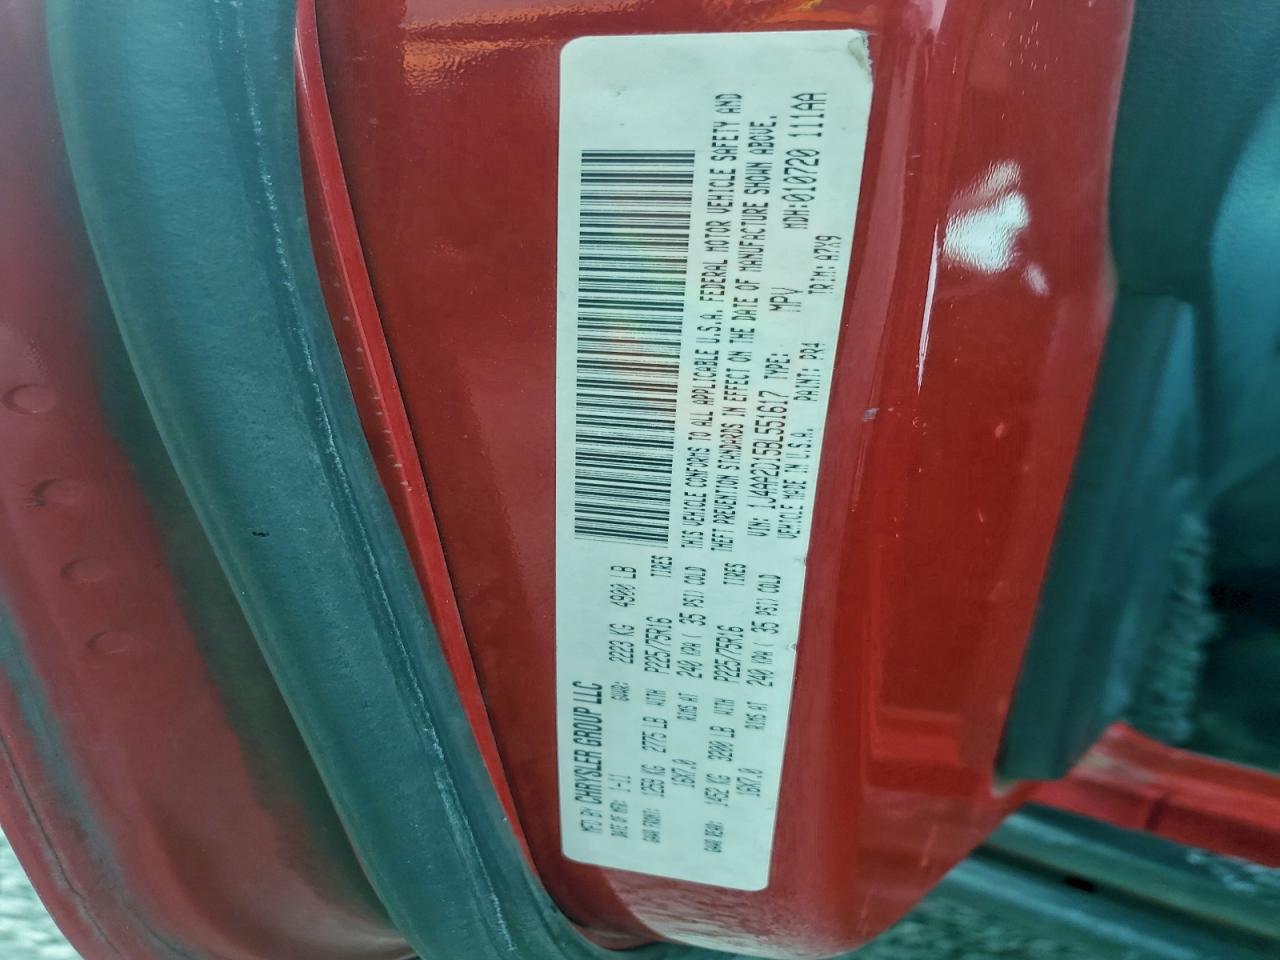 MFD BY CHRYSLER GROUP LLC
DATE OF MFR: 1-11 GVWR: 2223 KG 4900 LB
GAWR FRONT: 1259 KG 2775 LB WITH P225/75R16 TIRES
16X7.0 RIMS AT 240 KPA( 35 PSI) COLD
GAWR REAR: 1452 KG 3200 LB WITH P225/75R16 TIRES
16X7.0 RIMS AT 240 KPA( 35 PSI) COLD
THIS VEHICLE CONFORMS TO ALL APPLICABLE U.S.A. FEDERAL MOTOR VEHICLE SAFETY AND
THEFT PREVENTION STANDARDS IN EFFECT ON THE DATE OF MANUFACTURE SHOWN ABOVE.
VIN: 1J4AP2D15BL551617 TYPE: MPV MDH:010720 111AA
VEHICLE MADE IN U.S.A. PAINT: PR4 TRIM: A7X9